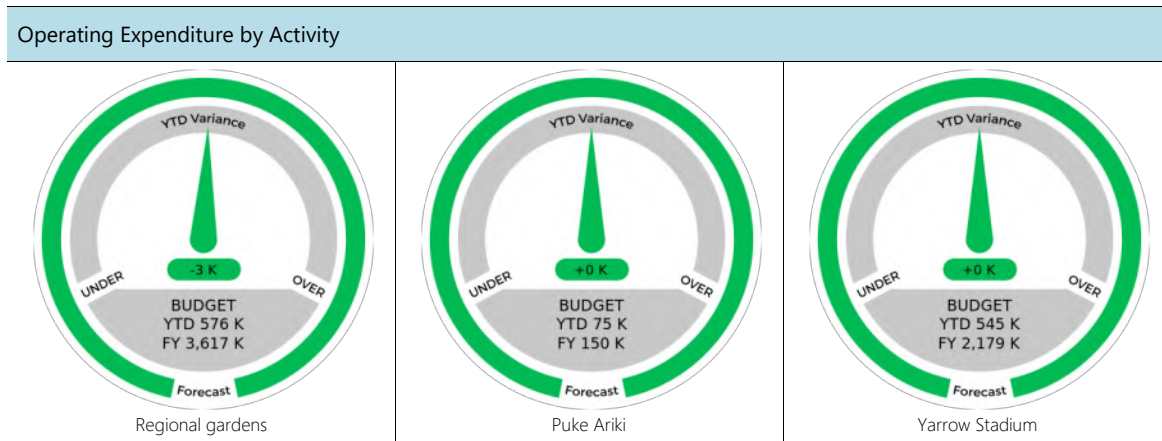 Operating Expenditure by Activity
YTD Variance
-3 K
UNDER
OVER
BUDGET
YTD 576 K
FY 3,617 K
Forecast
Regional gardens
YTD Variance
+0 K
UNDER
OVER
BUDGET
YTD 75 K
FY 150 K
Forecast
Puke Ariki
YTD Variance
+0 K
UNDER
OVER
BUDGET
YTD 545 K
FY 2,179 K
Forecast
Yarrow Stadium